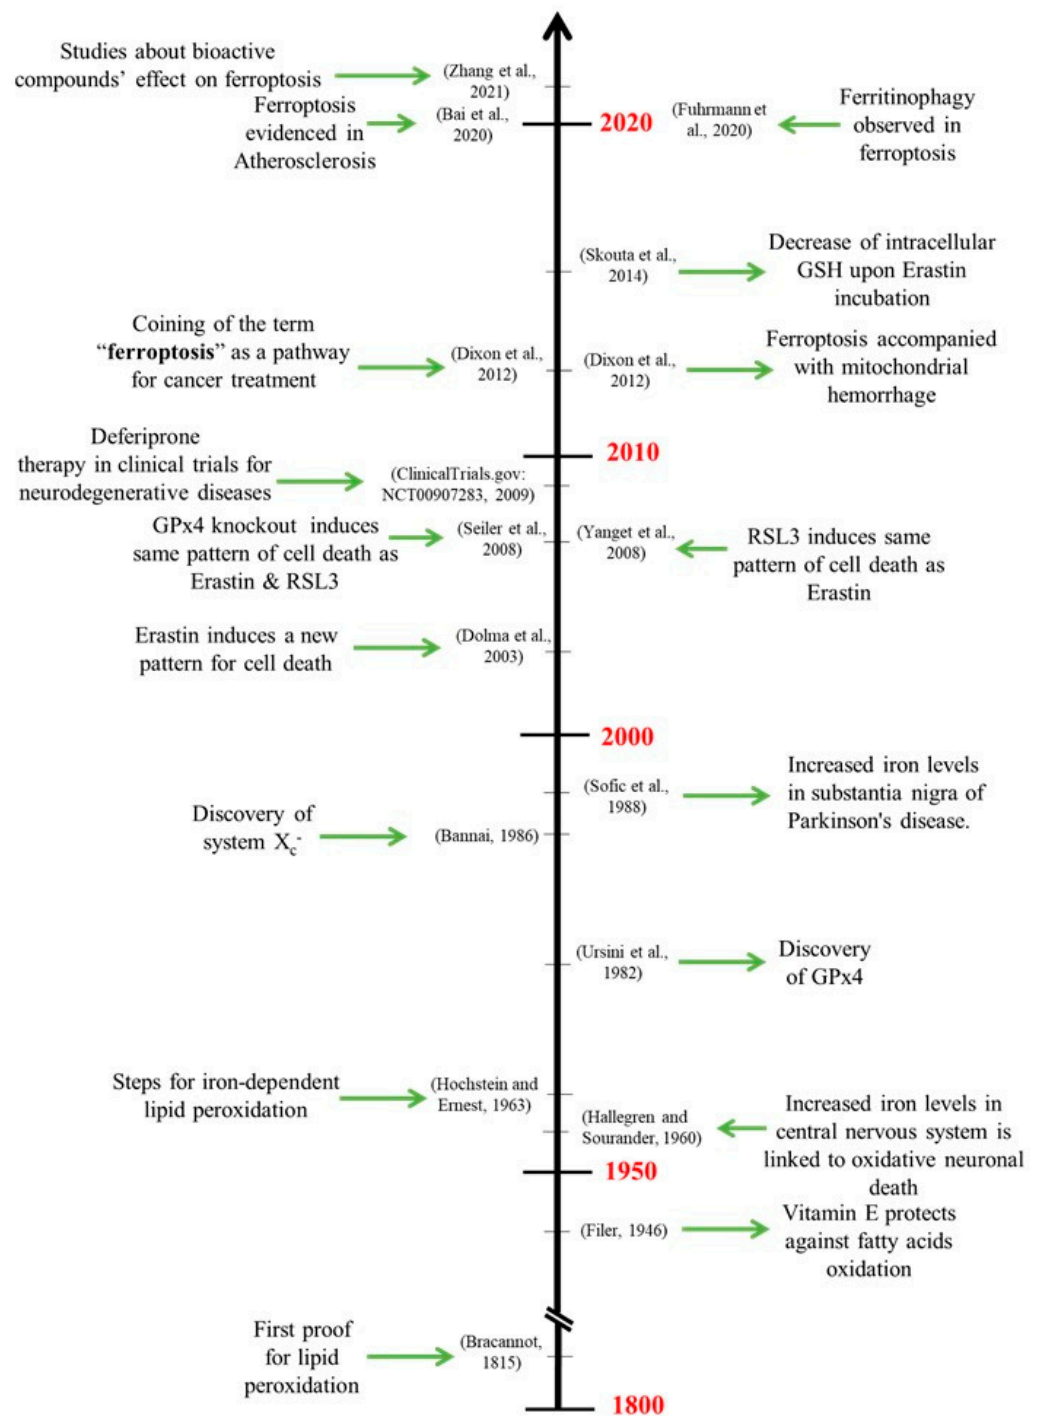 Studies about bioactive
compounds' effect on ferroptosis
(Zhang et al.,
2021)
Ferroptosis
evidenced in
Atherosclerosis
(Bai et al.,
2020)
2020
(Fuhrmann et
al., 2020)
Ferritinophagy
observed in
ferroptosis
(Skouta et al.,
2014)
Decrease of intracellular
GSH upon Erastin
incubation
Coining of the term
“ferroptosis” as a pathway
for cancer treatment
(Dixon et al.,
2012)
(Dixon et al.,
2012)
Ferroptosis accompanied
with mitochondrial
hemorrhage
2010
Deferiprone
therapy in clinical trials for
neurodegenerative diseases
(ClinicalTrials.gov:
NCT00907283, 2009)
GPx4 knockout induces
same pattern of cell death as
Erastin & RSL3
(Seiler et al.,
2008)
(Yanget et al.,
2008)
RSL3 induces same
pattern of cell death as
Erastin
Erastin induces a new
pattern for cell death
(Dolma et al.,
2003)
2000
(Sofic et al.,
1988)
Increased iron levels
in substantia nigra of
Parkinson's disease.
Discovery of
system Xc-
(Bannai, 1986)
(Ursini et al.,
1982)
Discovery
of GPx4
Steps for iron-dependent
lipid peroxidation
(Hochstein and
Ernest, 1963)
(Hallegren and
Sourander, 1960)
Increased iron levels in
central nervous system is
linked to oxidative neuronal
death
1950
(Filer, 1946)
Vitamin E protects
against fatty acids
oxidation
First proof
for lipid
peroxidation
(Bracannot,
1815)
1800